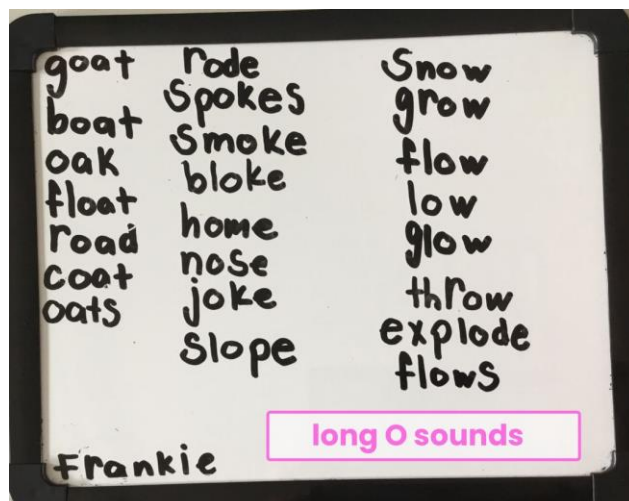 goat
boat
oak
float
road
coat
oats
rode
spokes
smoke
bloke
home
nose
joke
slope
snow
grow
flow
low
glow
throw
explode
flows
long O sounds
Frankie